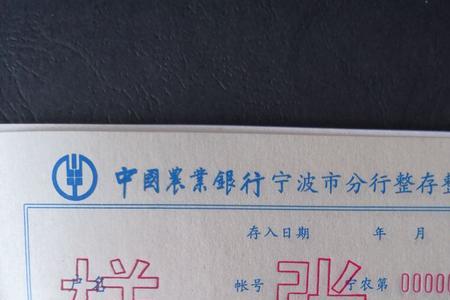 中國農業銀行宁波市分行整存整
存入日期 年 月
户名 帐号 宁农第 00000
样张